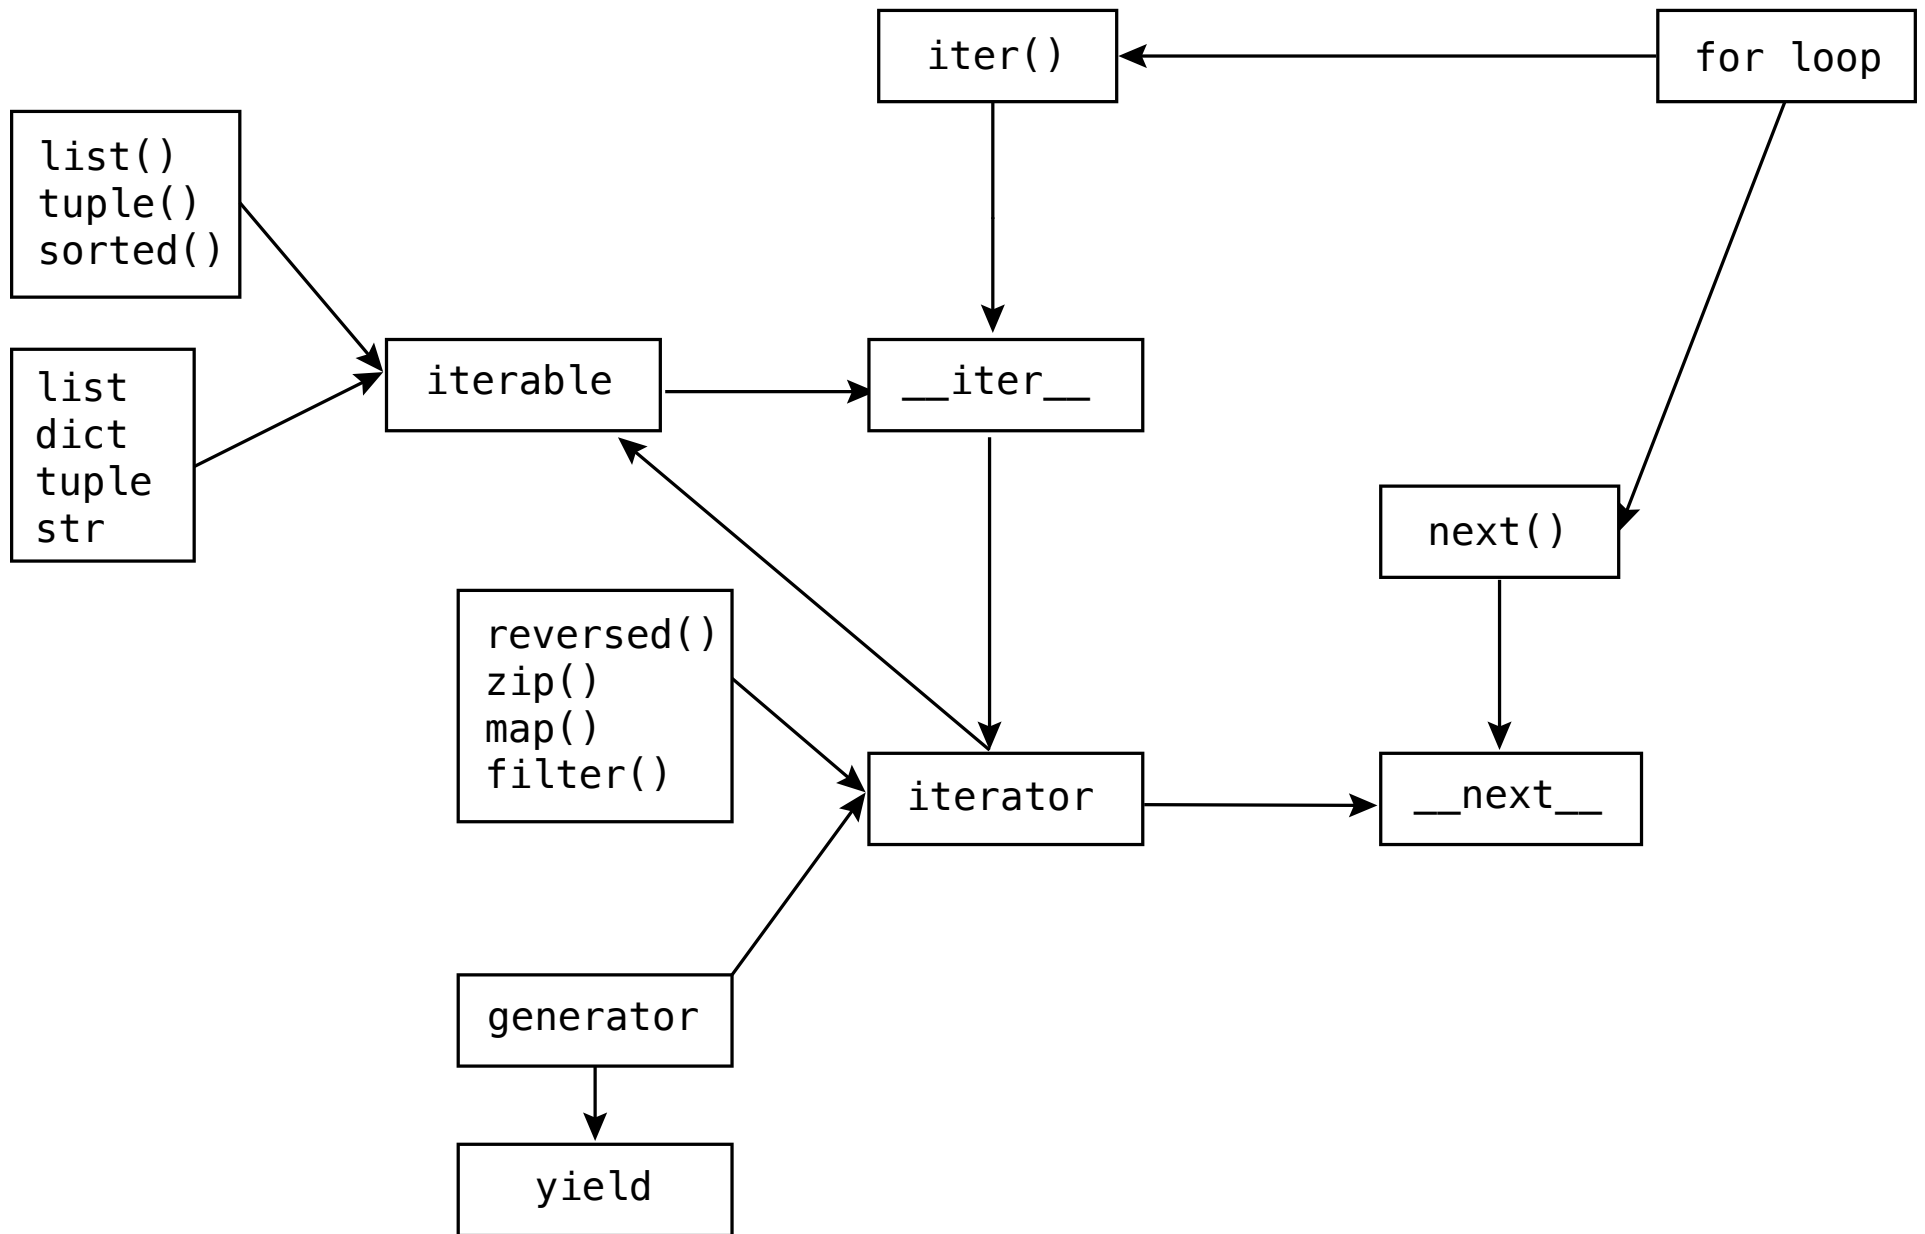 iter()
for loop
list()
tuple()
sorted()
list
dict
tuple
str
iterable
__iter__
next()
reversed()
zip()
map()
filter()
iterator
__next__
generator
yield